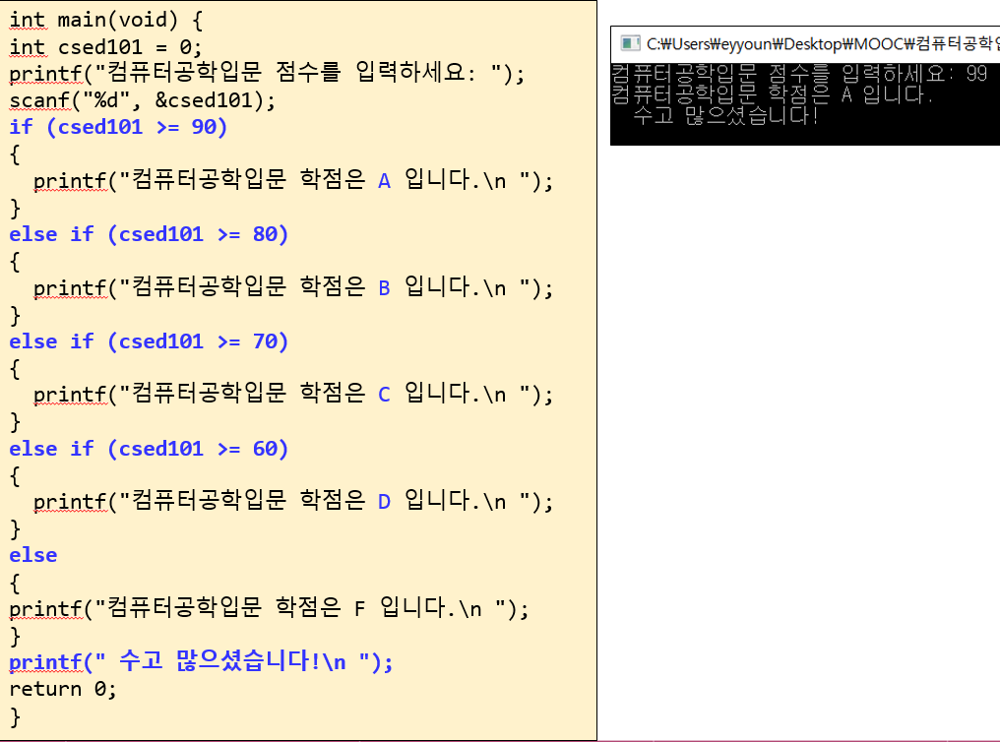 int main(void) {
int csed101 = 0;
printf("컴퓨터공학입문 점수를 입력하세요: ");
scanf("%d", &csed101);
if (csed101 >= 90)
{
printf("컴퓨터공학입문 학점은 A 입니다.\n ");
}
else if (csed101 >= 80)
{
printf("컴퓨터공학입문 학점은 B 입니다.\n ");
}
else if (csed101 >= 70)
{
printf("컴퓨터공학입문 학점은 C 입니다.\n ");
}
else if (csed101 >= 60)
{
printf("컴퓨터공학입문 학점은 D 입니다.\n ");
}
else
{
printf("컴퓨터공학입문 학점은 F 입니다.\n ");
}
printf(" 수고 많으셨습니다!\n ");
return 0;
}
C:₩Users₩eyyoun₩Desktop₩MOOC₩컴퓨터공학입
컴퓨터공학입문 점수를 입력하세요: 99
컴퓨터공학입문 학점은 A 입니다.
수고 많으셨습니다!